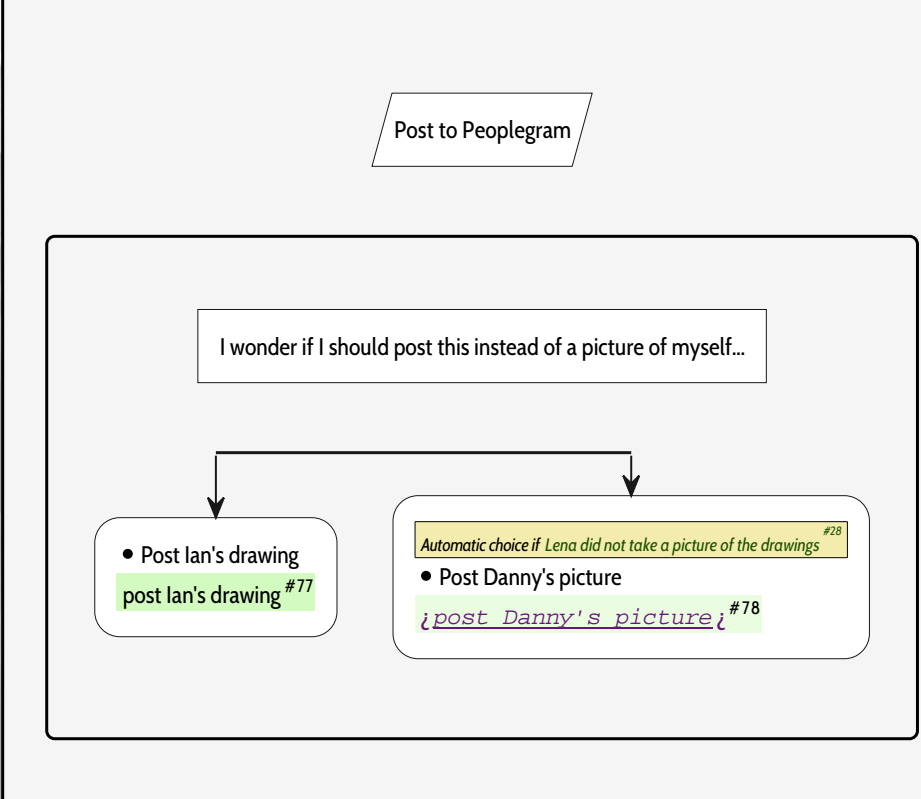 Post to Peoplegram
I wonder if I should post this instead of a picture of myself...
• Post Ian's drawing
post Ian's drawing #77
Automatic choice if Lena did not take a picture of the drawings #28
• Post Danny's picture
¿post Danny's picture¿ #78